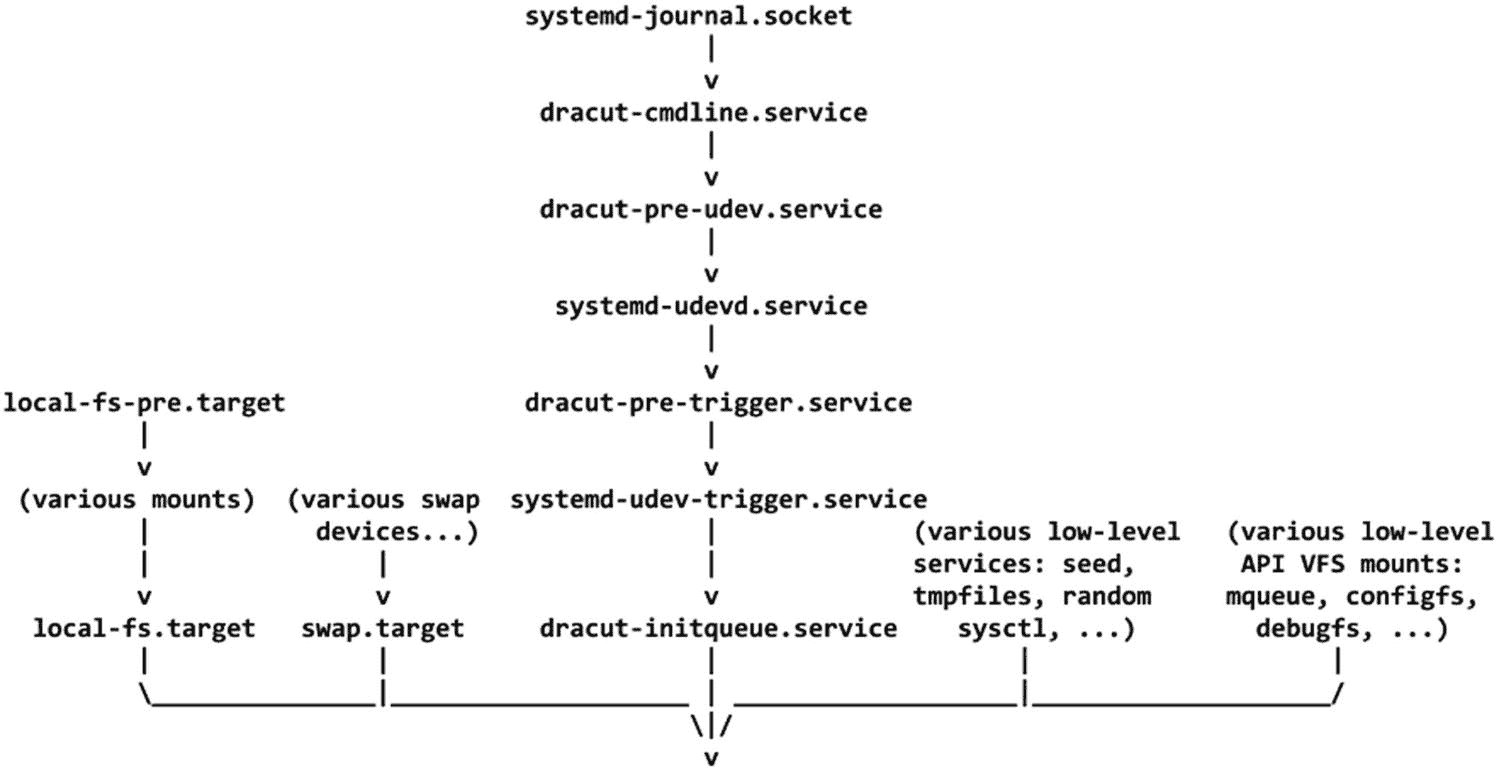 systemd-journal.socket
|
v
dracut-cmdline.service
|
v
dracut-pre-udev.service
|
v
systemd-udevd.service
|
v
local-fs-pre.target dracut-pre-trigger.service
| |
v v
(various mounts) (various swap systemd-udev-trigger.service
| devices...) | (various low-level (various low-level
| | | services: seed, API VFS mounts:
v v v tmpfiles, random mqueue, configfs,
local-fs.target swap.target dracut-initqueue.service sysctl, ...) debugfs, ...)
| | | | |
\_______________|____________________ | ___________________|____________________/
\|/
v